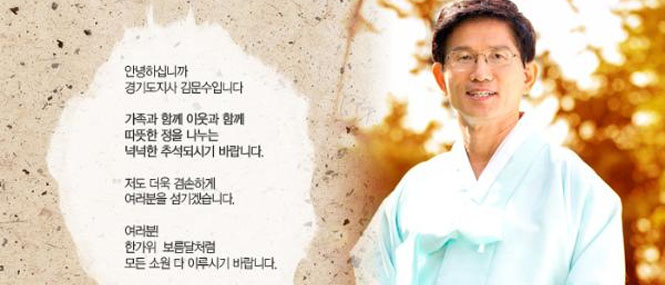 안녕하십니까
경기도지사 김문수입니다
가족과 함께 이웃과 함께
따뜻한 정을 나누는
넉넉한 추석되시기 바랍니다.
저도 더욱 겸손하게
여러분을 섬기겠습니다.
여러분!
한가위 보름달처럼
모든 소원 다 이루시기 바랍니다.